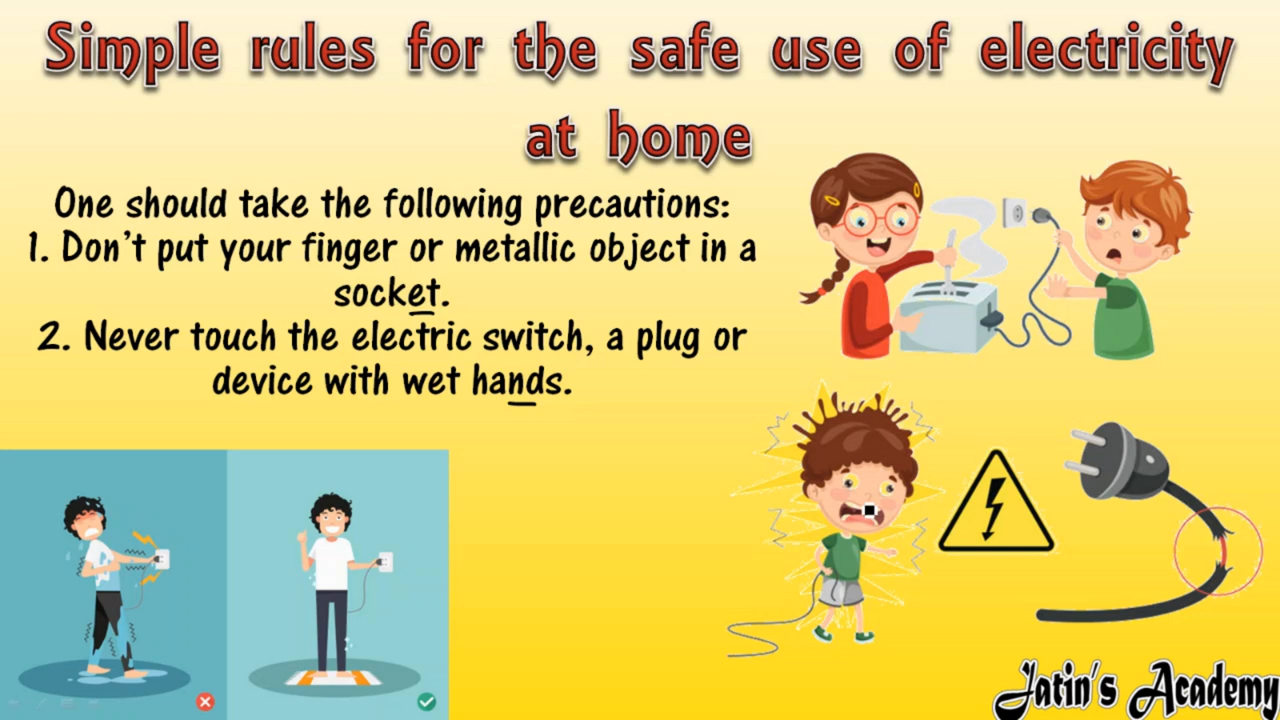 Simple rules for the safe use of electricity
at home
One should take the following precautions:
1. Don't put your finger or metallic object in a
socket.
2. Never touch the electric switch, a plug or
device with wet hands.
Jatin's Academy